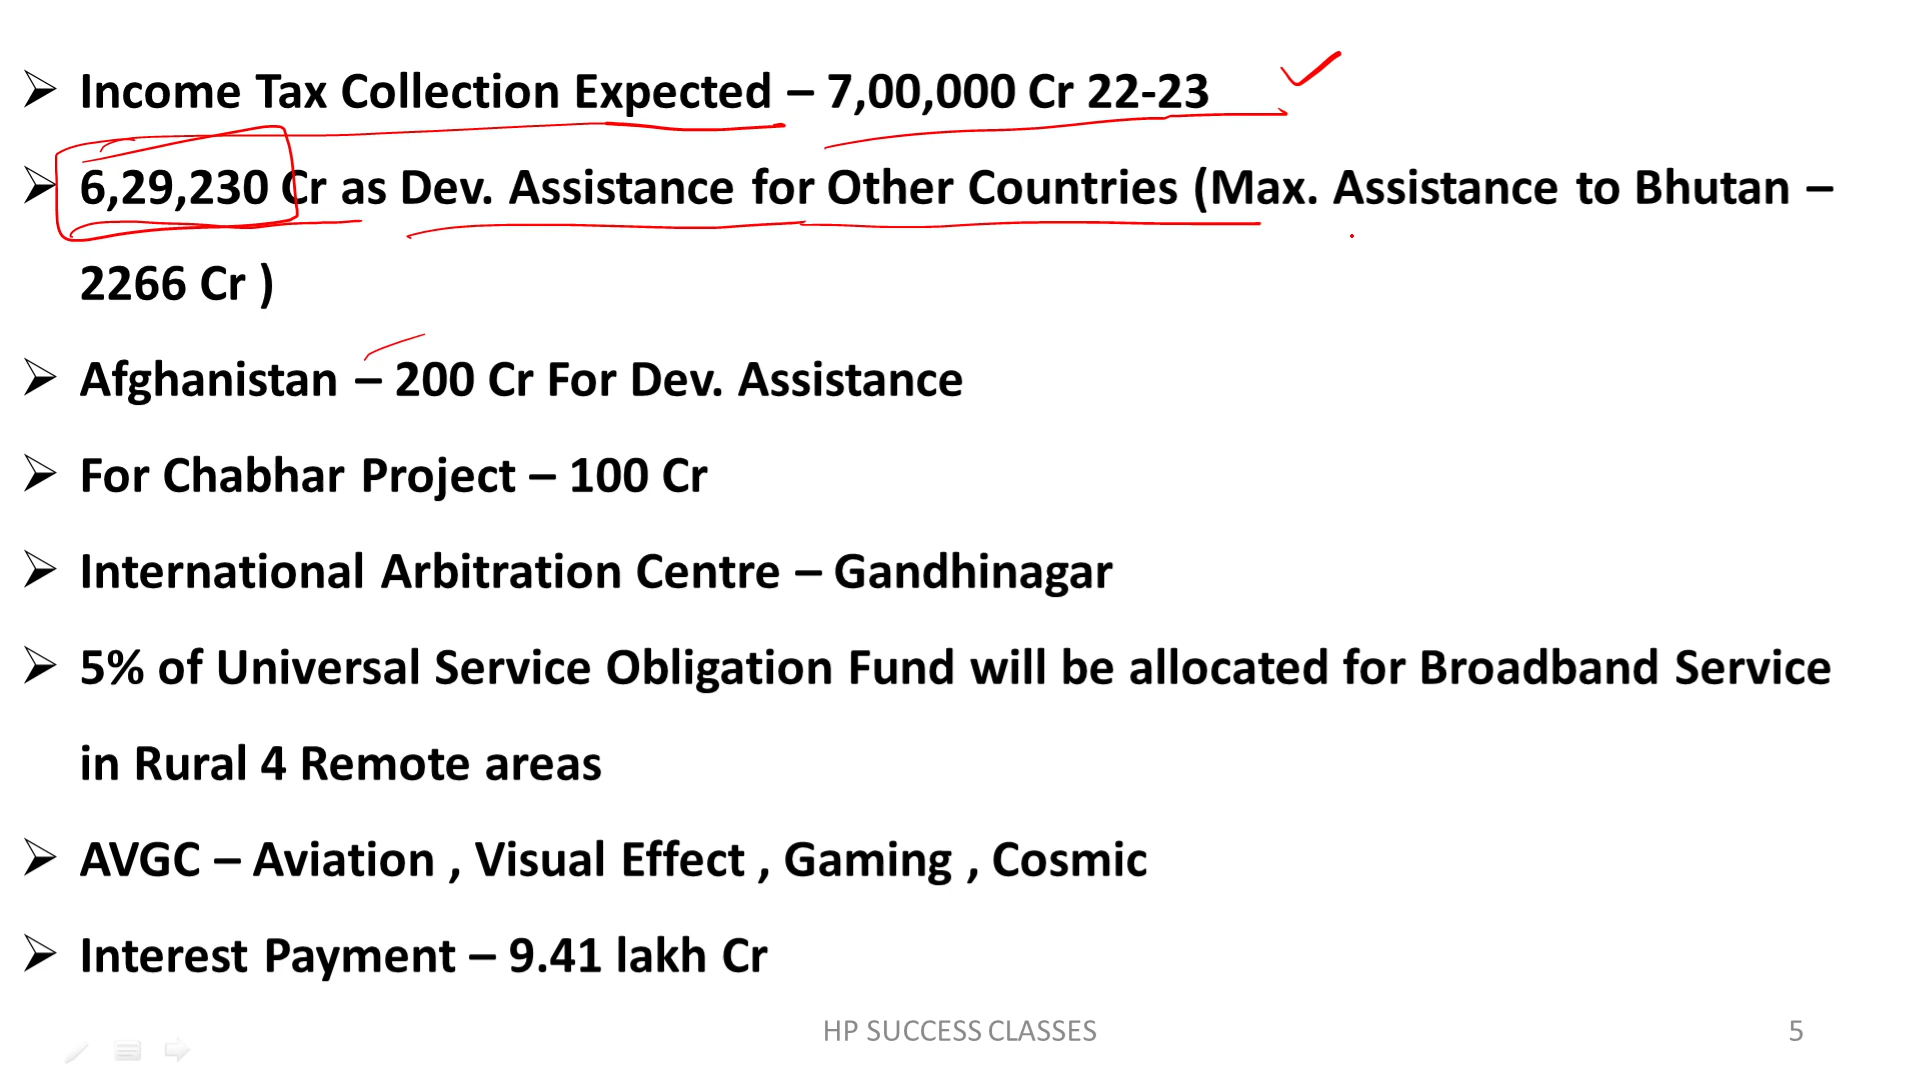 Income Tax Collection Expected – 7,00,000 Cr 22-23
6,29,230 Cr as Dev. Assistance for Other Countries (Max. Assistance to Bhutan –
2266 Cr )
Afghanistan – 200 Cr For Dev. Assistance
For Chabhar Project – 100 Cr
International Arbitration Centre – Gandhinagar
5% of Universal Service Obligation Fund will be allocated for Broadband Service
in Rural 4 Remote areas
AVGC – Aviation , Visual Effect , Gaming , Cosmic
Interest Payment – 9.41 lakh Cr
HP SUCCESS CLASSES
5